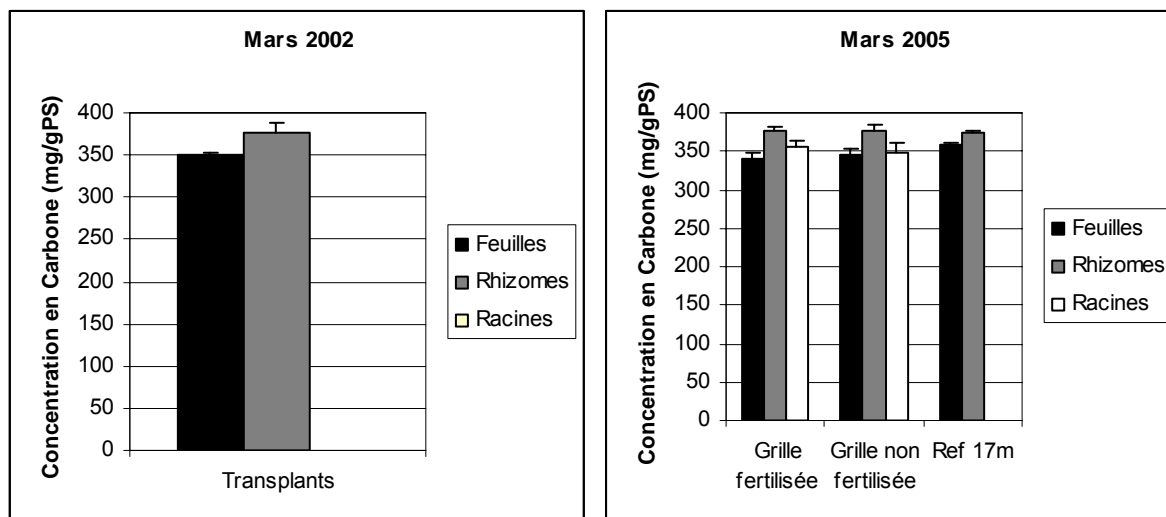 Mars 2002
Concentration en Carbone (mg/gPS)
400
350
300
250
200
150
100
50
0
Transplants
Feuilles
Rhizomes
Racines
Mars 2005
Concentration en Carbone (mg/gPS)
400
350
300
250
200
150
100
50
0
Grille fertilisée
Grille non fertilisée
Ref 17m
Feuilles
Rhizomes
Racines